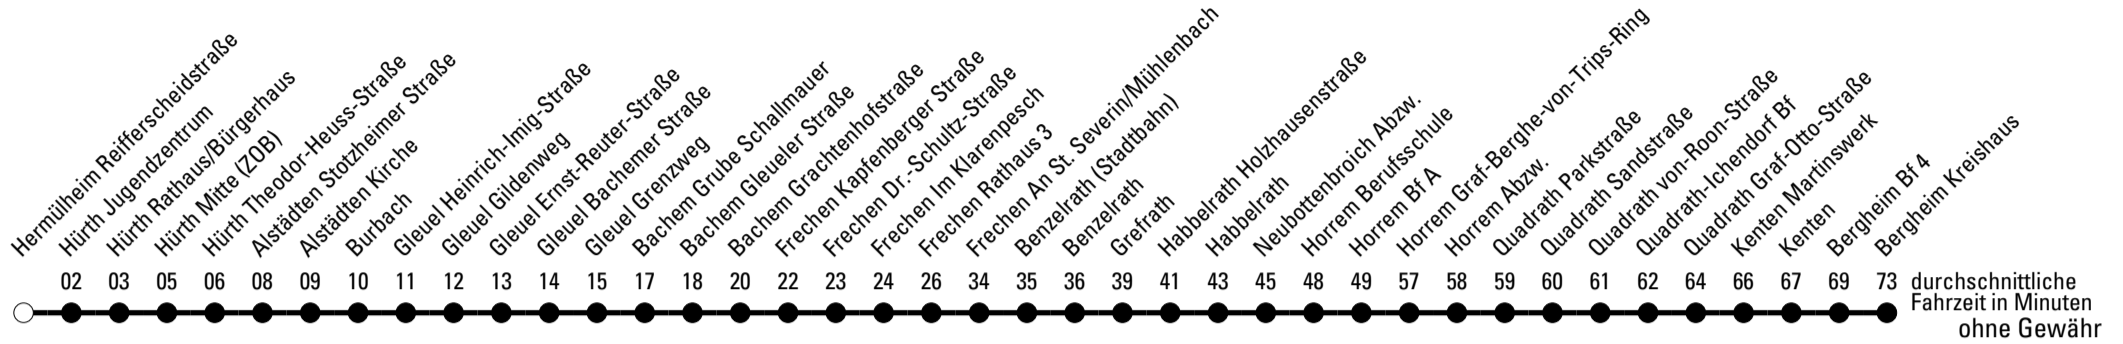 Hermülheim Reifferscheidstraße
Hürth Jugendzentrum
Hürth Rathaus/Bürgerhaus
Hürth Mitte (ZOB)
Hürth Theodor-Heuss-Straße
Alstädten Stotzheimer Straße
Alstädten Kirche
Burbach
Gleuel Heinrich-Imig-Straße
Gleuel Gildenweg
Gleuel Ernst-Reuter-Straße
Gleuel Bachemer Straße
Gleuel Grenzweg
Bachem Grube Schallmauer
Bachem Gleueler Straße
Bachem Grachtenhofstraße
Frechen Kapfenberger Straße
Frechen Dr.-Schultz-Straße
Frechen Im Klarenpesch
Frechen Rathaus 3
Frechen An St. Severin/Mühlenbach
Benzelrath (Stadtbahn)
Benzelrath
Grefrath
Habbelrath Holzhausenstraße
Habbelrath
Neubottenbroich Abzw.
Horrem Berufsschule
Horrem Bf A
Horrem Graf-Berghe-von-Trips-Ring
Horrem Abzw.
Quadrath Parkstraße
Quadrath Sandstraße
Quadrath von-Roon-Straße
Quadrath-Ichendorf Bf
Quadrath Graf-Otto-Straße
Kenten Martinswerk
Kenten
Bergheim Bf 4
Bergheim Kreishaus
02 03 05 06 08 09 10 11 12 13 14 15 17 18 20 22 23 24 26 34 35 36 39 41 43 45 48 49 57 58 59 60 61 62 64 66 67 69 73 durchschnittliche
Fahrzeit in Minuten
ohne Gewähr